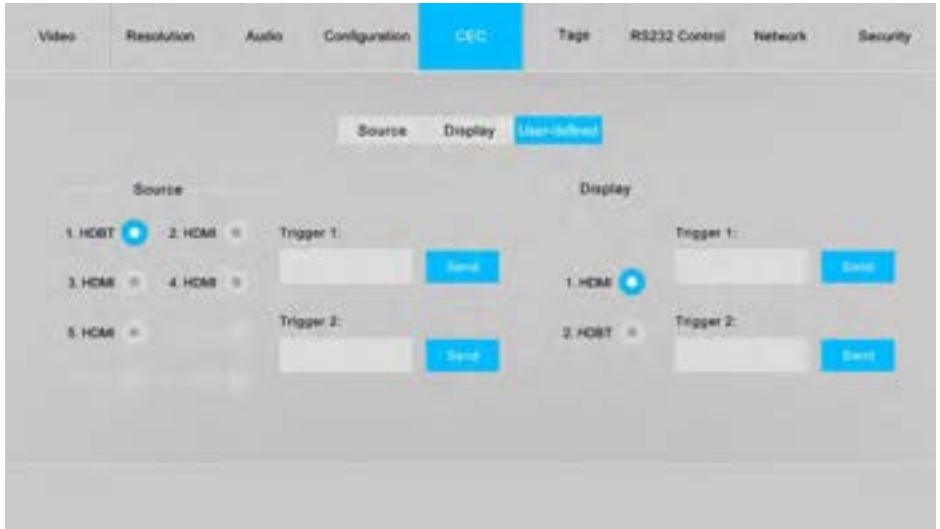 Video Resolution Audio Configuration CEC Tags RS232 Control Network Security
Source Display User-defined
Source Display
1. HDBT 2. HDMI Trigger 1: Trigger 1:
Send Send
3. HDMI 4. HDMI 1. HDMI
5. HDMI Trigger 2: 2. HDBT Trigger 2:
Send Send